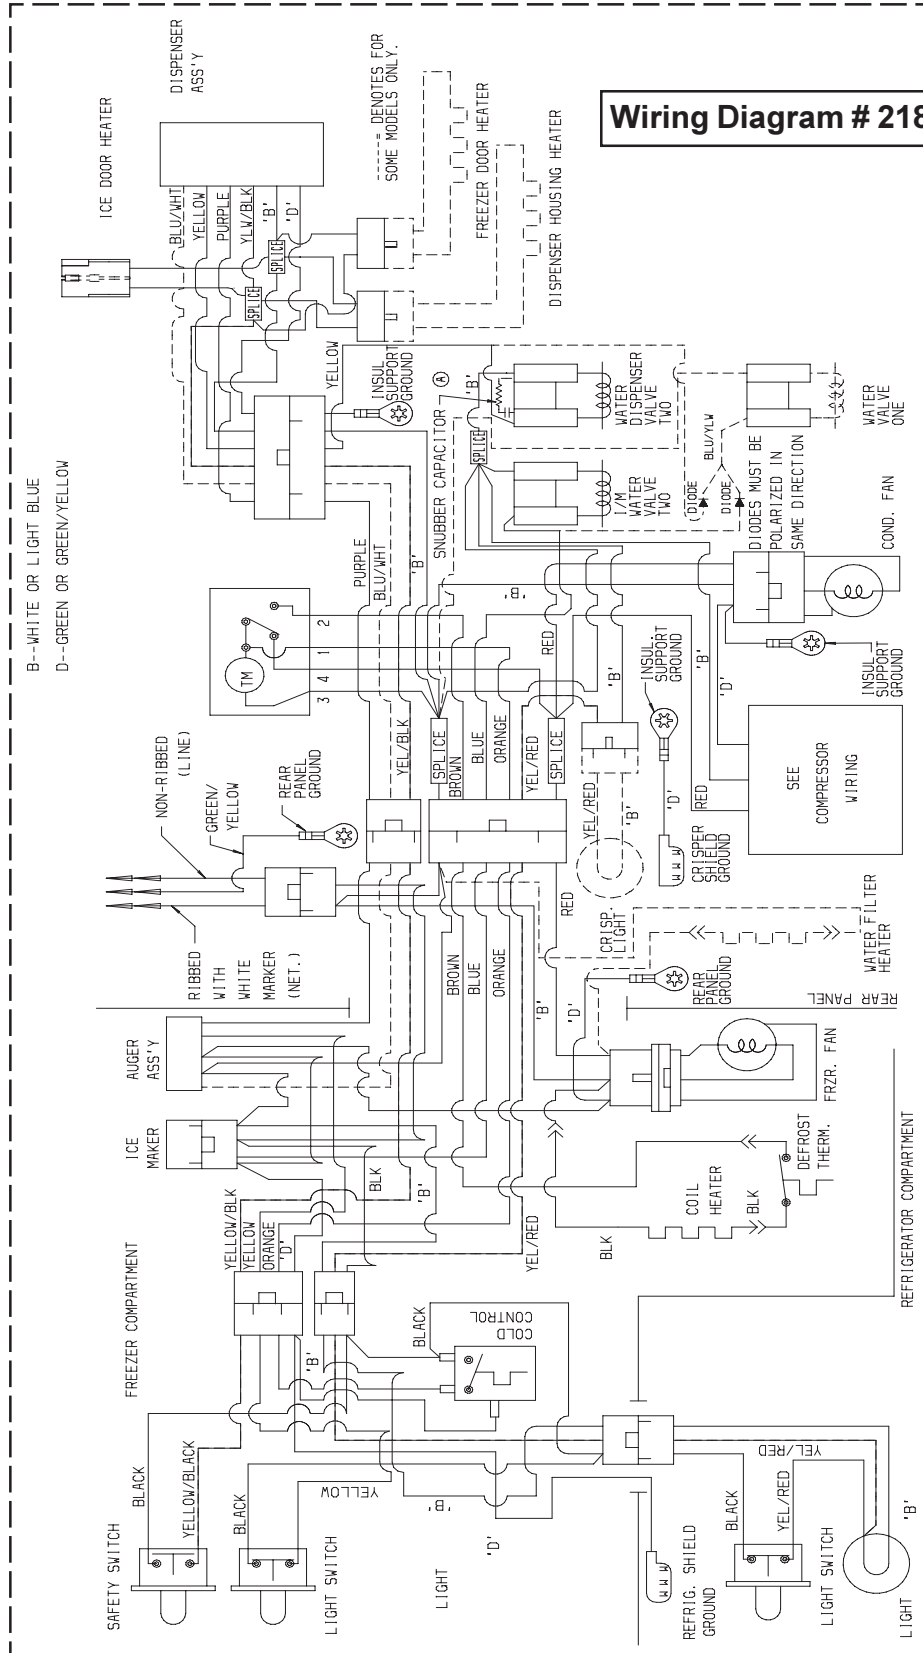 Wiring Diagram # 218
B--WHITE OR LIGHT BLUE
D--GREEN OR GREEN/YELLOW
ICE DOOR HEATER
DISPENSER
ASS'Y
----= DENOTES FOR
SOME MODELS ONLY.
FREEZER DOOR HEATER
DISPENSER HOUSING HEATER
BLU/WHT
YELLOW
PURPLE
YLW/BLK
'B'
'D'
SPLICE
SPLICE
YELLOW
INSUL
SUPPORT
GROUND
SNUBBER CAPACITOR
A
'B'
SPLICE
WATER
DISPENSER
VALVE
TWO
I/M
WATER
VALVE
TWO
BLU/YLW
DIODE
DIODE
DIODES MUST BE
POLARIZED IN
SAME DIRECTION
WATER
VALVE
ONE
COND. FAN
PURPLE
BLU/WHT
'B'
TM
2
1
4
3
NON-RIBBED
(LINE)
GREEN/
YELLOW
REAR
PANEL
GROUND
YEL/BLK
SPLICE
BROWN
BLUE
ORANGE
YEL/RED
SPLICE
RED
'B'
'B'
INSUL.
SUPPORT
GROUND
'B'
'D'
INSUL
SUPPORT
GROUND
YEL/RED
'B'
'D'
RED
CRISPER
SHIELD
GROUND
SEE
COMPRESSOR
WIRING
RIBBED
WITH
WHITE
MAKER
(NET.)
RED
CRISP.
LIGHT
WATER FILTER
HEATER
BROWN
BLUE
ORANGE
'B'
'D'
REAR
PANEL
GROUND
REAR PANEL
AUGER
ASS'Y
ICE
MAKER
FRZR. FAN
BLK
'B'
COIL
HEATER
BLK
BLK
DEFROST
THERM.
YELLOW/BLK
YELLOW
ORANGE
'D'
YEL/RED
FREEZER COMPARTMENT
REFRIGERATOR COMPARTMENT
'B'
BLACK
COLD
CONTROL
BLACK
YELLOW/BLACK
SAFETY SWITCH
BLACK
YELLOW
LIGHT SWITCH
'B'
LIGHT
'D'
REFRIG. SHIELD
GROUND
YEL/RED
BLACK
YEL/RED
LIGHT SWITCH
'B'
LIGHT